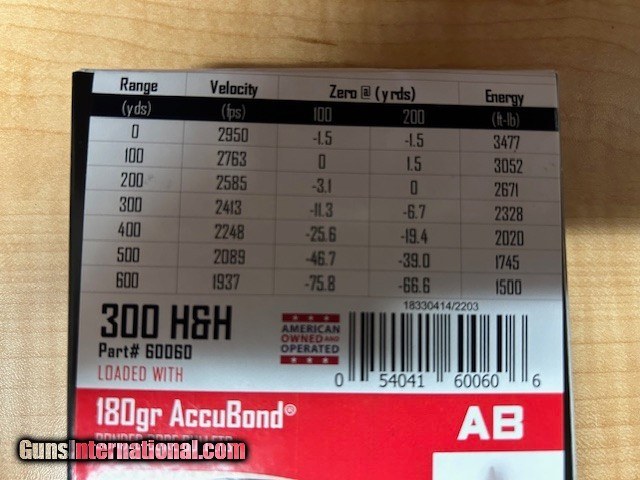 Range Velocity Zero @ (yrds) Energy
(yds) (fps) 100 200 (ft-lb)
0 2950 -1.5 -1.5 3477
100 2763 0 1.5 3052
200 2585 -3.1 0 2671
300 2413 -11.3 -6.7 2328
400 2248 -25.6 -19.4 2020
500 2089 -46.7 -39.0 1745
600 1937 -75.8 -66.6 1500
18330414/2203
300 H&H
Part# 60060
LOADED WITH
AMERICAN
OWNED AND
OPERATED
0 54041 60060 6
180gr AccuBond®
AB
GunsInternational.com